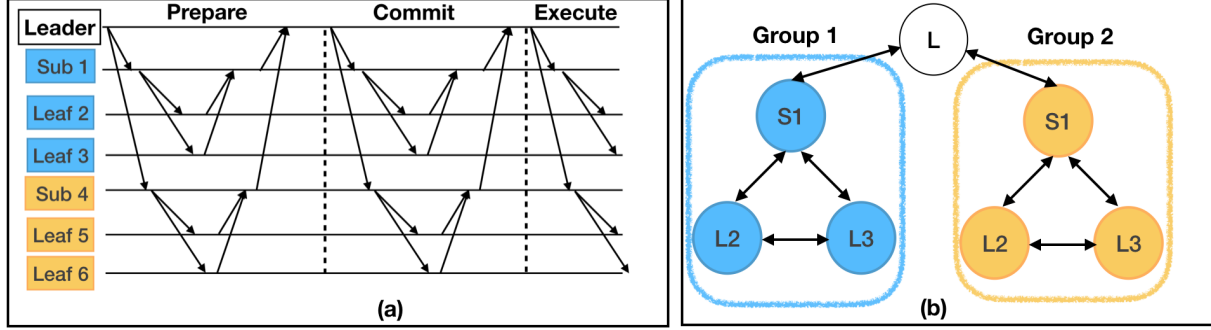 Prepare Commit Execute
Leader
Sub 1
Leaf 2
Leaf 3
Sub 4
Leaf 5
Leaf 6
(a)
L
Group 1 Group 2
S1 S1
L2 L3 L2 L3
(b)